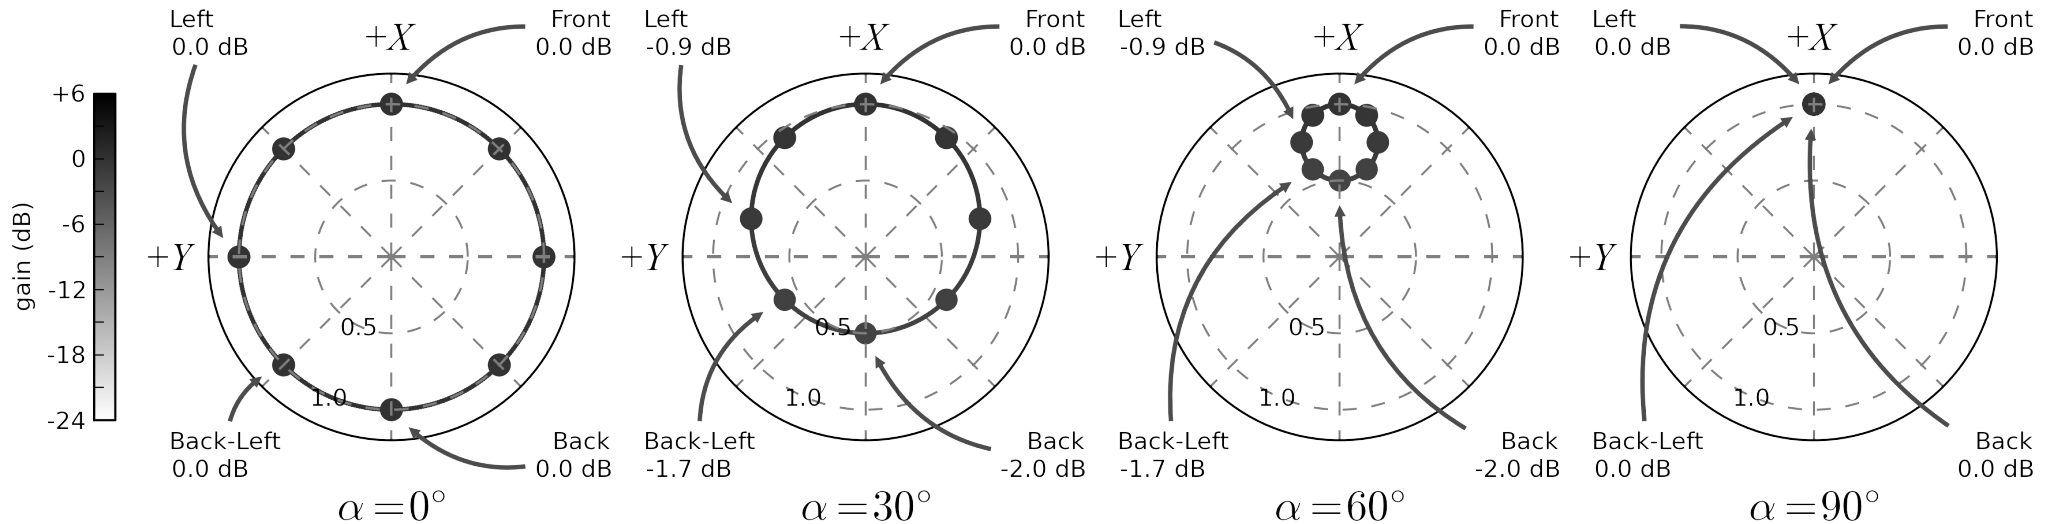 gain (dB)
+6
0
-6
-12
-18
-24
Left
0.0 dB
+X
Front
0.0 dB
+Y
0.5
1.0
Back-Left
0.0 dB
Back
0.0 dB
α=0°
Left
-0.9 dB
+X
Front
0.0 dB
+Y
0.5
1.0
Back-Left
-1.7 dB
Back
-2.0 dB
α=30°
Left
-0.9 dB
+X
Front
0.0 dB
+Y
0.5
1.0
Back-Left
-1.7 dB
Back
-2.0 dB
α=60°
Left
0.0 dB
+X
Front
0.0 dB
+Y
0.5
1.0
Back-Left
0.0 dB
Back
0.0 dB
α=90°